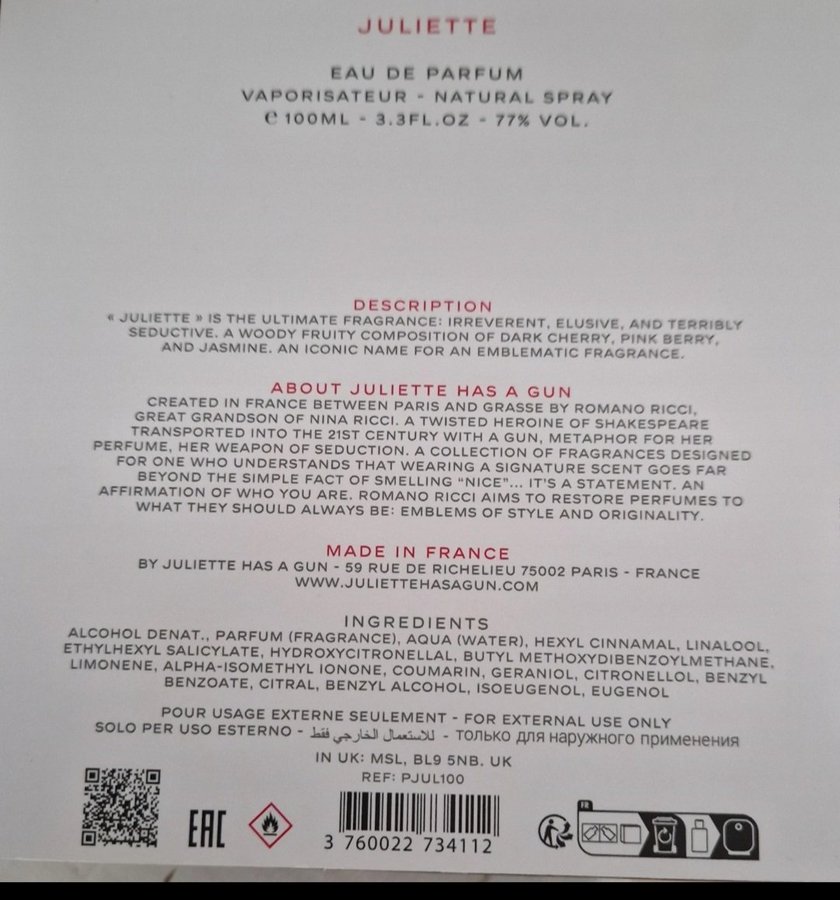 JULIETTE
EAU DE PARFUM
VAPORISATEUR - NATURAL SPRAY
℮ 100ML - 3.3FL.OZ - 77% VOL.
DESCRIPTION
« JULIETTE » IS THE ULTIMATE FRAGRANCE: IRREVERENT, ELUSIVE, AND TERRIBLY
SEDUCTIVE. A WOODY FRUITY COMPOSITION OF DARK CHERRY, PINK BERRY,
AND JASMINE. AN ICONIC NAME FOR AN EMBLEMATIC FRAGRANCE.
ABOUT JULIETTE HAS A GUN
CREATED IN FRANCE BETWEEN PARIS AND GRASSE BY ROMANO RICCI,
GREAT GRANDSON OF NINA RICCI. A TWISTED HEROINE OF SHAKESPEARE
TRANSPORTED INTO THE 21ST CENTURY WITH A GUN, METAPHOR FOR HER
PERFUME, HER WEAPON OF SEDUCTION. A COLLECTION OF FRAGRANCES DESIGNED
FOR ONE WHO UNDERSTANDS THAT WEARING A SIGNATURE SCENT GOES FAR
BEYOND THE SIMPLE FACT OF SMELLING “NICE”... IT’S A STATEMENT. AN
AFFIRMATION OF WHO YOU ARE. ROMANO RICCI AIMS TO RESTORE PERFUMES TO
WHAT THEY SHOULD ALWAYS BE: EMBLEMS OF STYLE AND ORIGINALITY.
MADE IN FRANCE
BY JULIETTE HAS A GUN - 59 RUE DE RICHELIEU 75002 PARIS - FRANCE
WWW.JULIETTEHASAGUN.COM
INGREDIENTS
ALCOHOL DENAT., PARFUM (FRAGRANCE), AQUA (WATER), HEXYL CINNAMAL, LINALOOL,
ETHYLHEXYL SALICYLATE, HYDROXYCITRONELLAL, BUTYL METHOXYDIBENZOYLMETHANE,
LIMONENE, ALPHA-ISOMETHYL IONONE, COUMARIN, GERANIOL, CITRONELLOL, BENZYL
BENZOATE, CITRAL, BENZYL ALCOHOL, ISOEUGENOL, EUGENOL
POUR USAGE EXTERNE SEULEMENT - FOR EXTERNAL USE ONLY
SOLO PER USO ESTERNO - للاستعمال الخارجي فقط - только для наружного применения
IN UK: MSL, BL9 5NB. UK
REF: PJUL100
EAC
3 760022 734112
FR